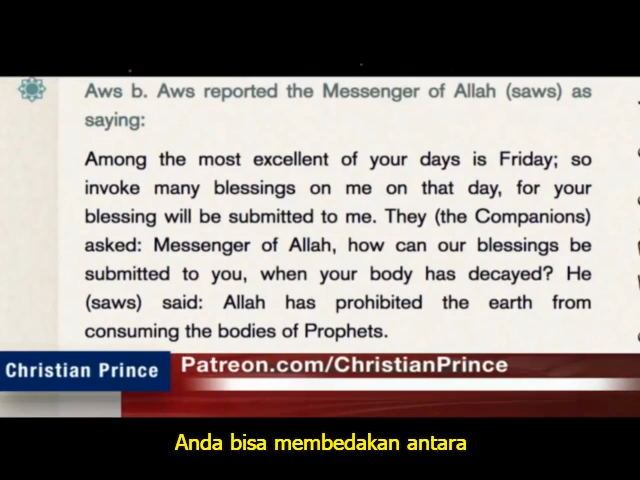 Aws b. Aws reported the Messenger of Allah (saws) as
saying:
Among the most excellent of your days is Friday; so
invoke many blessings on me on that day, for your
blessing will be submitted to me. They (the Companions)
asked: Messenger of Allah, how can our blessings be
submitted to you, when your body has decayed? He
(saws) said: Allah has prohibited the earth from
consuming the bodies of Prophets.
Christian Prince
Patreon.com/ChristianPrince
Anda bisa membedakan antara